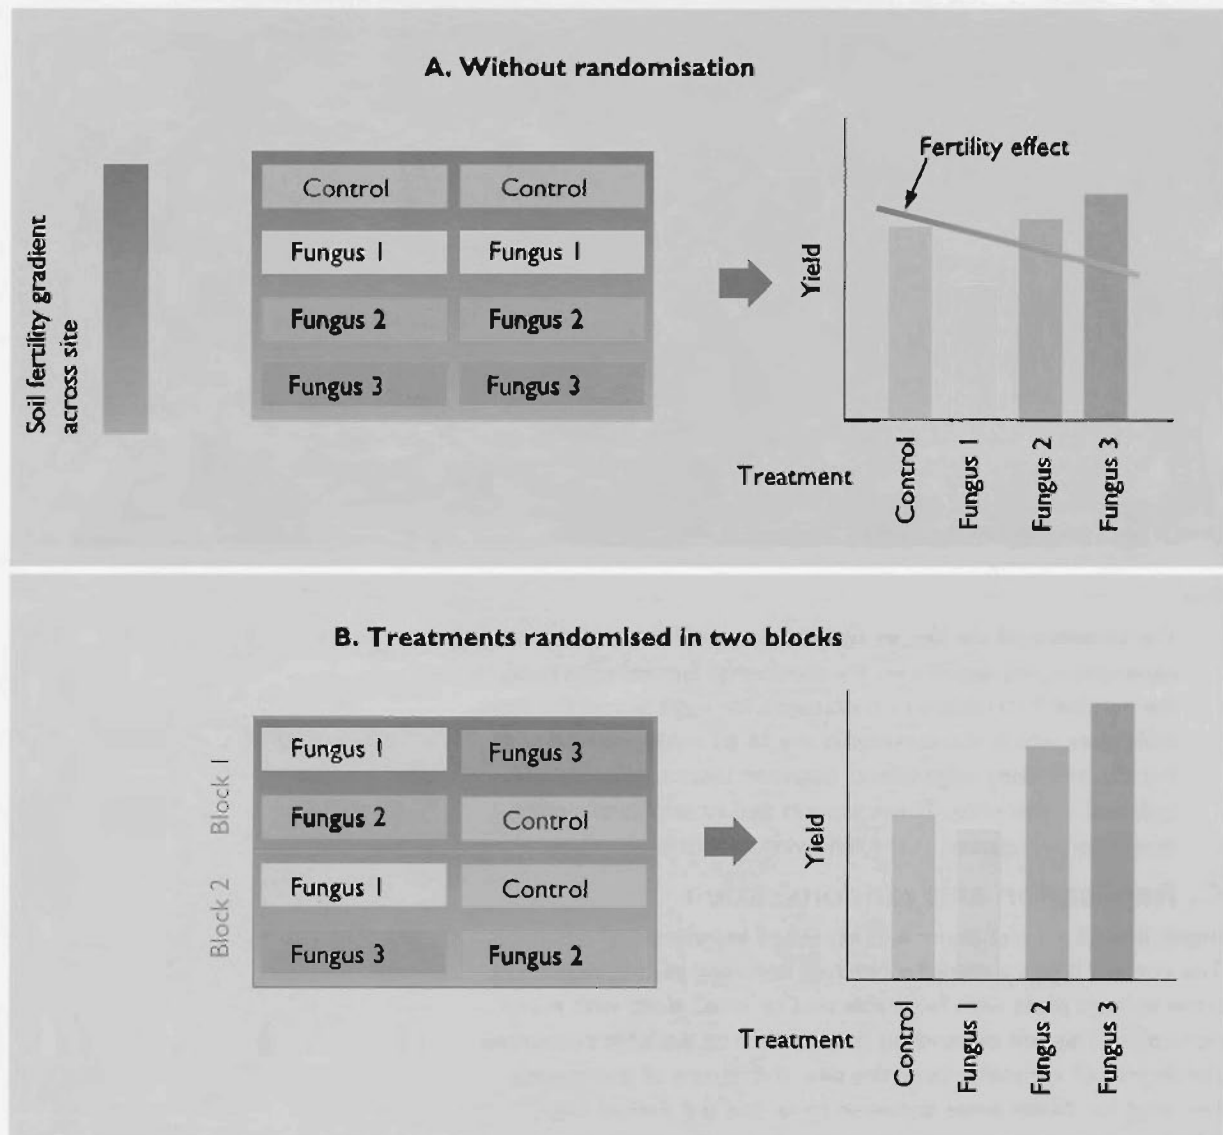 A. Without randomisation
Soil fertility gradient
across site
Control Control
Fungus 1 Fungus 1
Fungus 2 Fungus 2
Fungus 3 Fungus 3
Fertility effect
Yield
Treatment
Control
Fungus 1
Fungus 2
Fungus 3
B. Treatments randomised in two blocks
Block 1
Block 2
Fungus 1 Fungus 3
Fungus 2 Control
Fungus 1 Control
Fungus 3 Fungus 2
Yield
Treatment
Control
Fungus 1
Fungus 2
Fungus 3